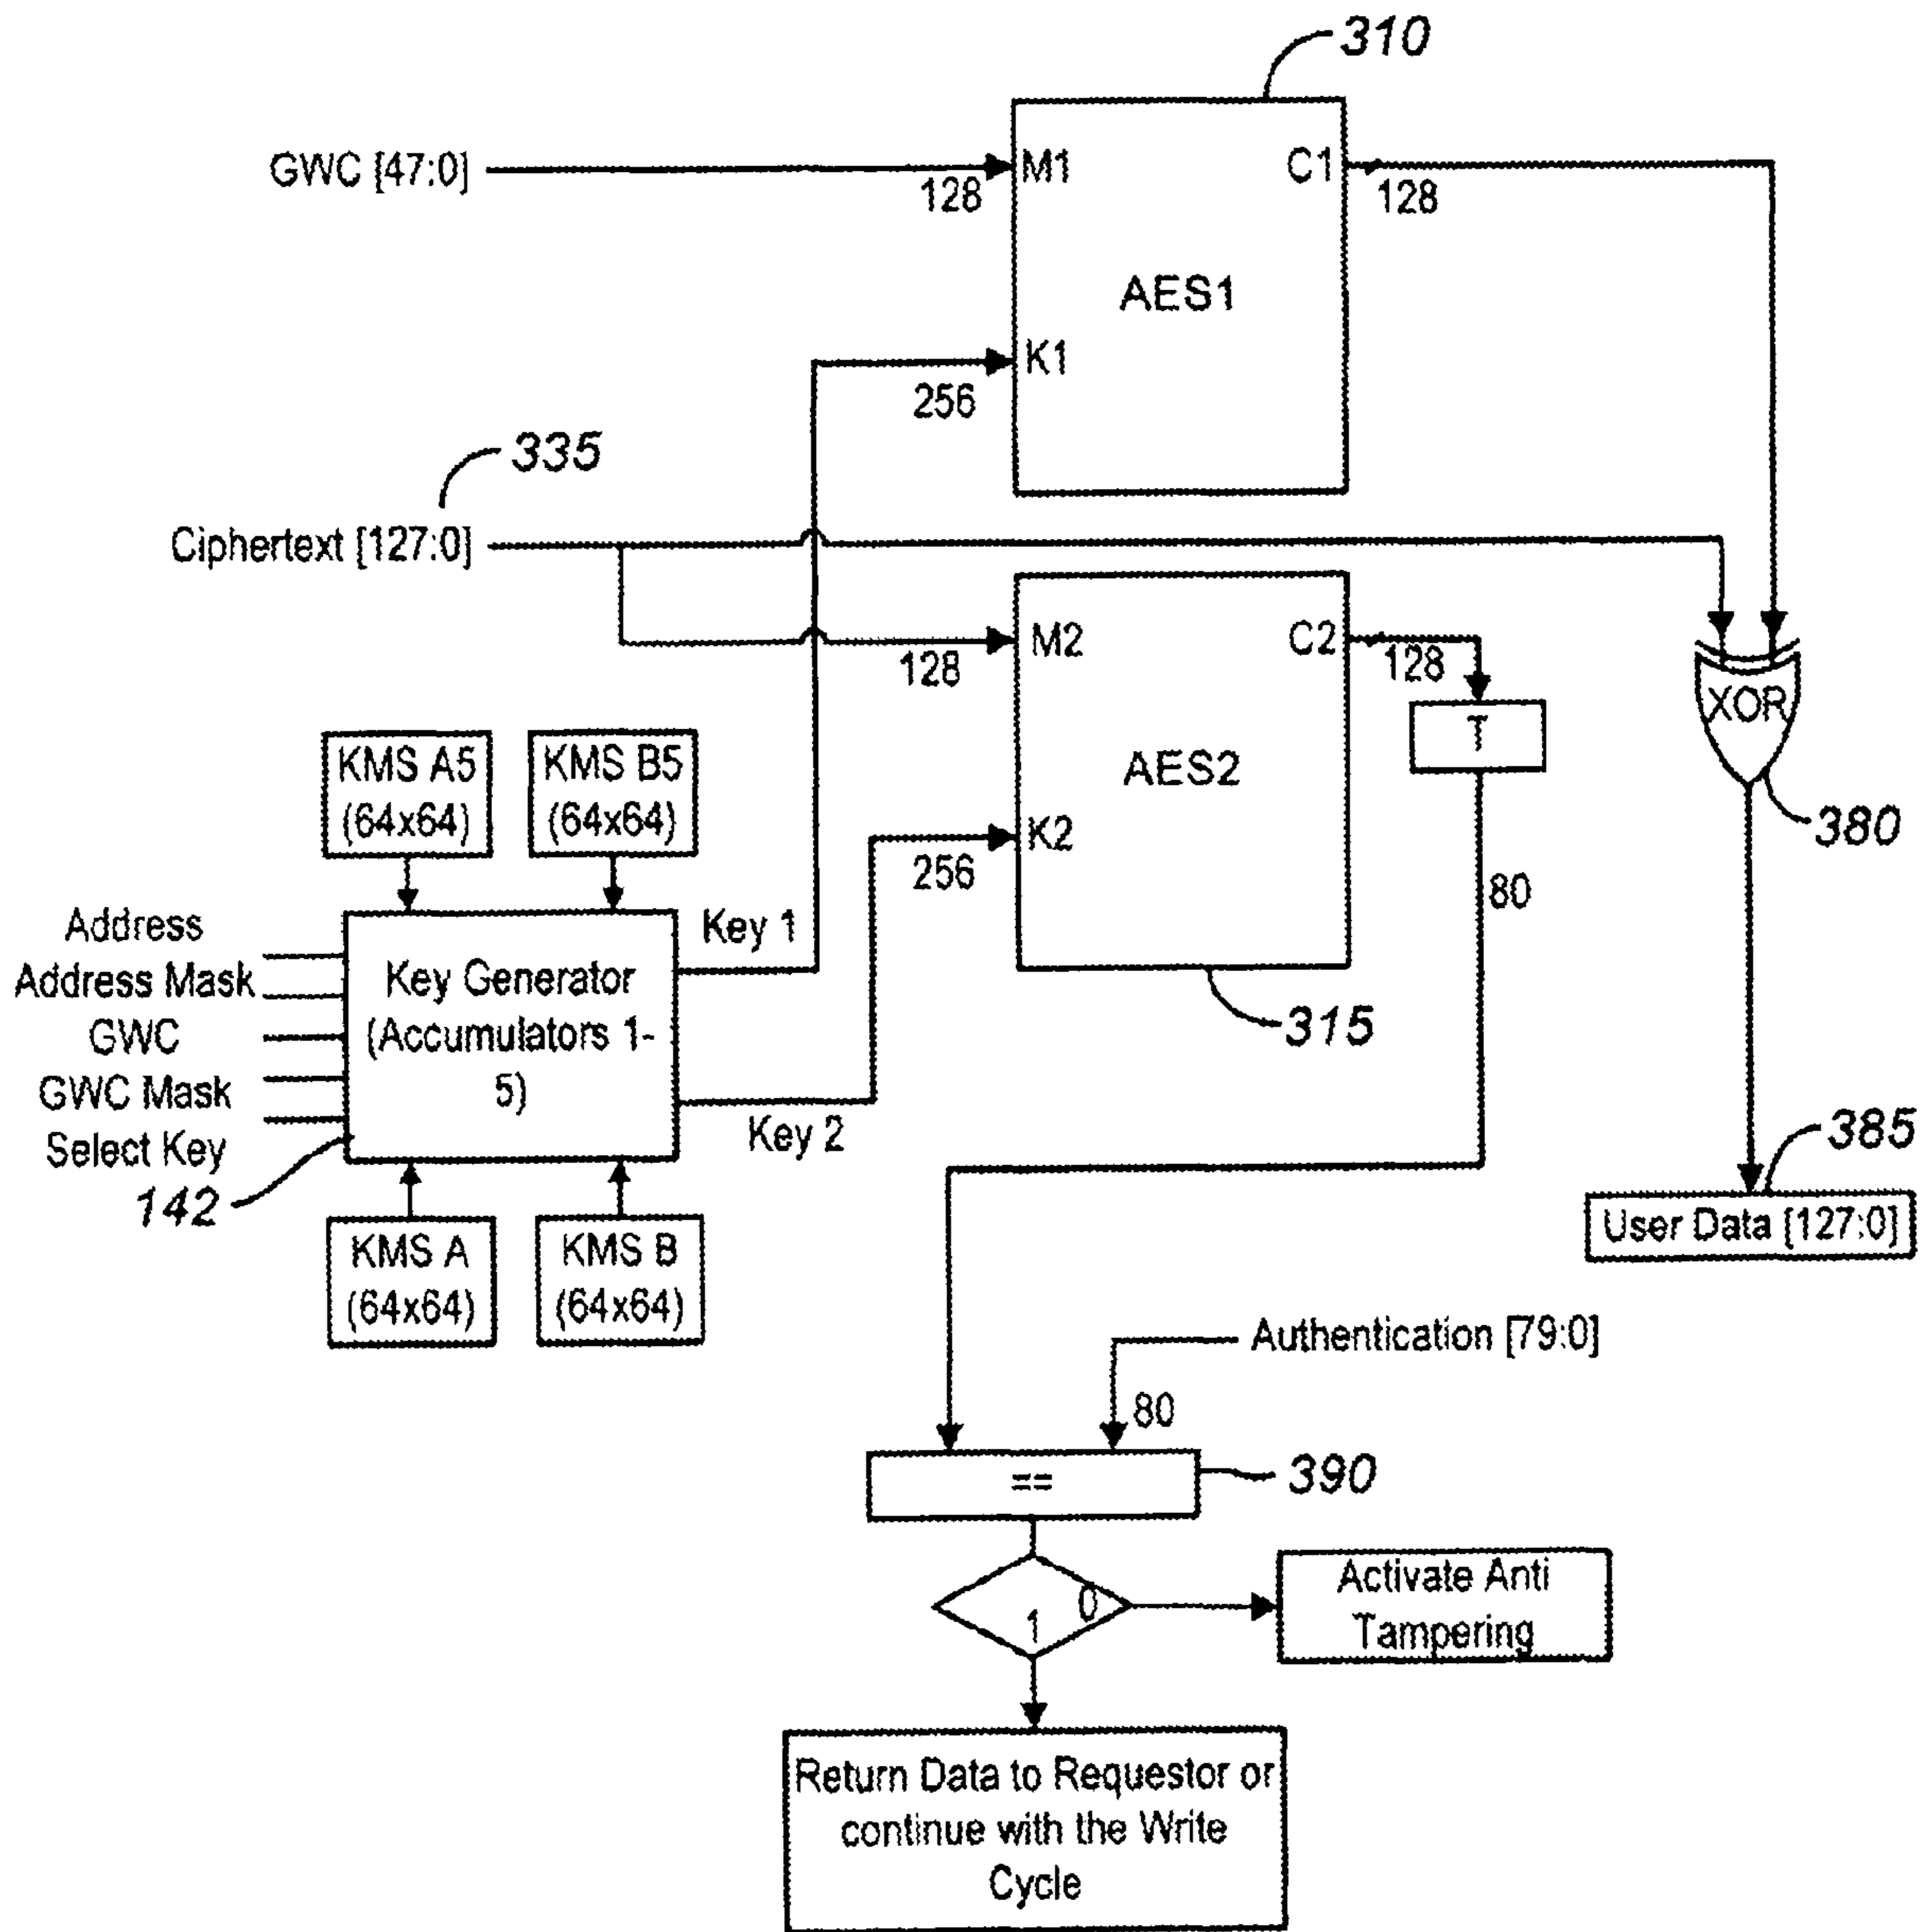 310
GWC [47:0]
128
M1
C1
128
AES1
K1
256
335
Ciphertext [127:0]
128
M2
C2
128
XOR
T
AES2
380
KMS A5
(64x64)
KMS B5
(64x64)
K2
256
80
Address
Address Mask
GWC
GWC Mask
Select Key
Key Generator
(Accumulators 1-
5)
Key 1
Key 2
315
142
385
User Data [127:0]
KMS A
(64x64)
KMS B
(64x64)
Authentication [79:0]
80
==
390
0
1
Activate Anti
Tampering
Return Data to Requestor or
continue with the Write
Cycle